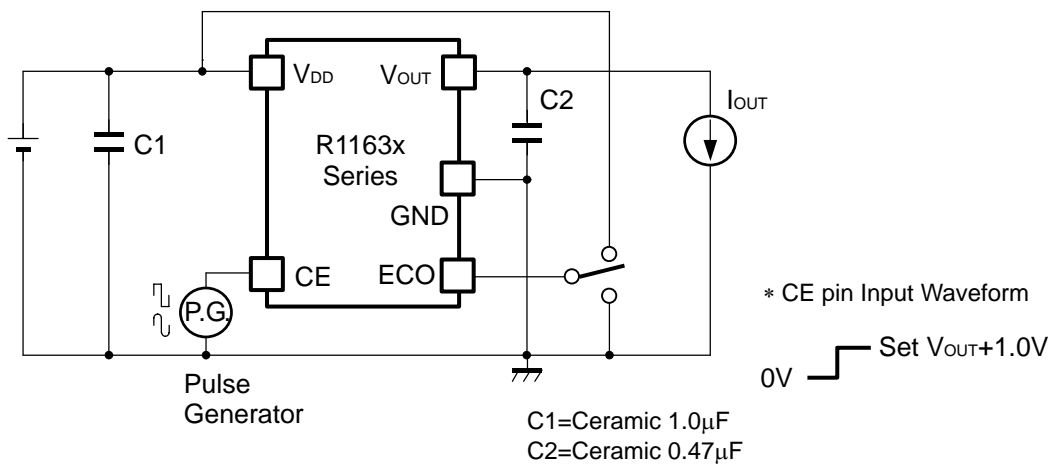 VDD
VOUT
C2
IOUT
C1
R1163x
Series
GND
CE
ECO
P.G.
* CE pin Input Waveform
Set VOUT+1.0V
0V
Pulse
Generator
C1=Ceramic 1.0μF
C2=Ceramic 0.47μF